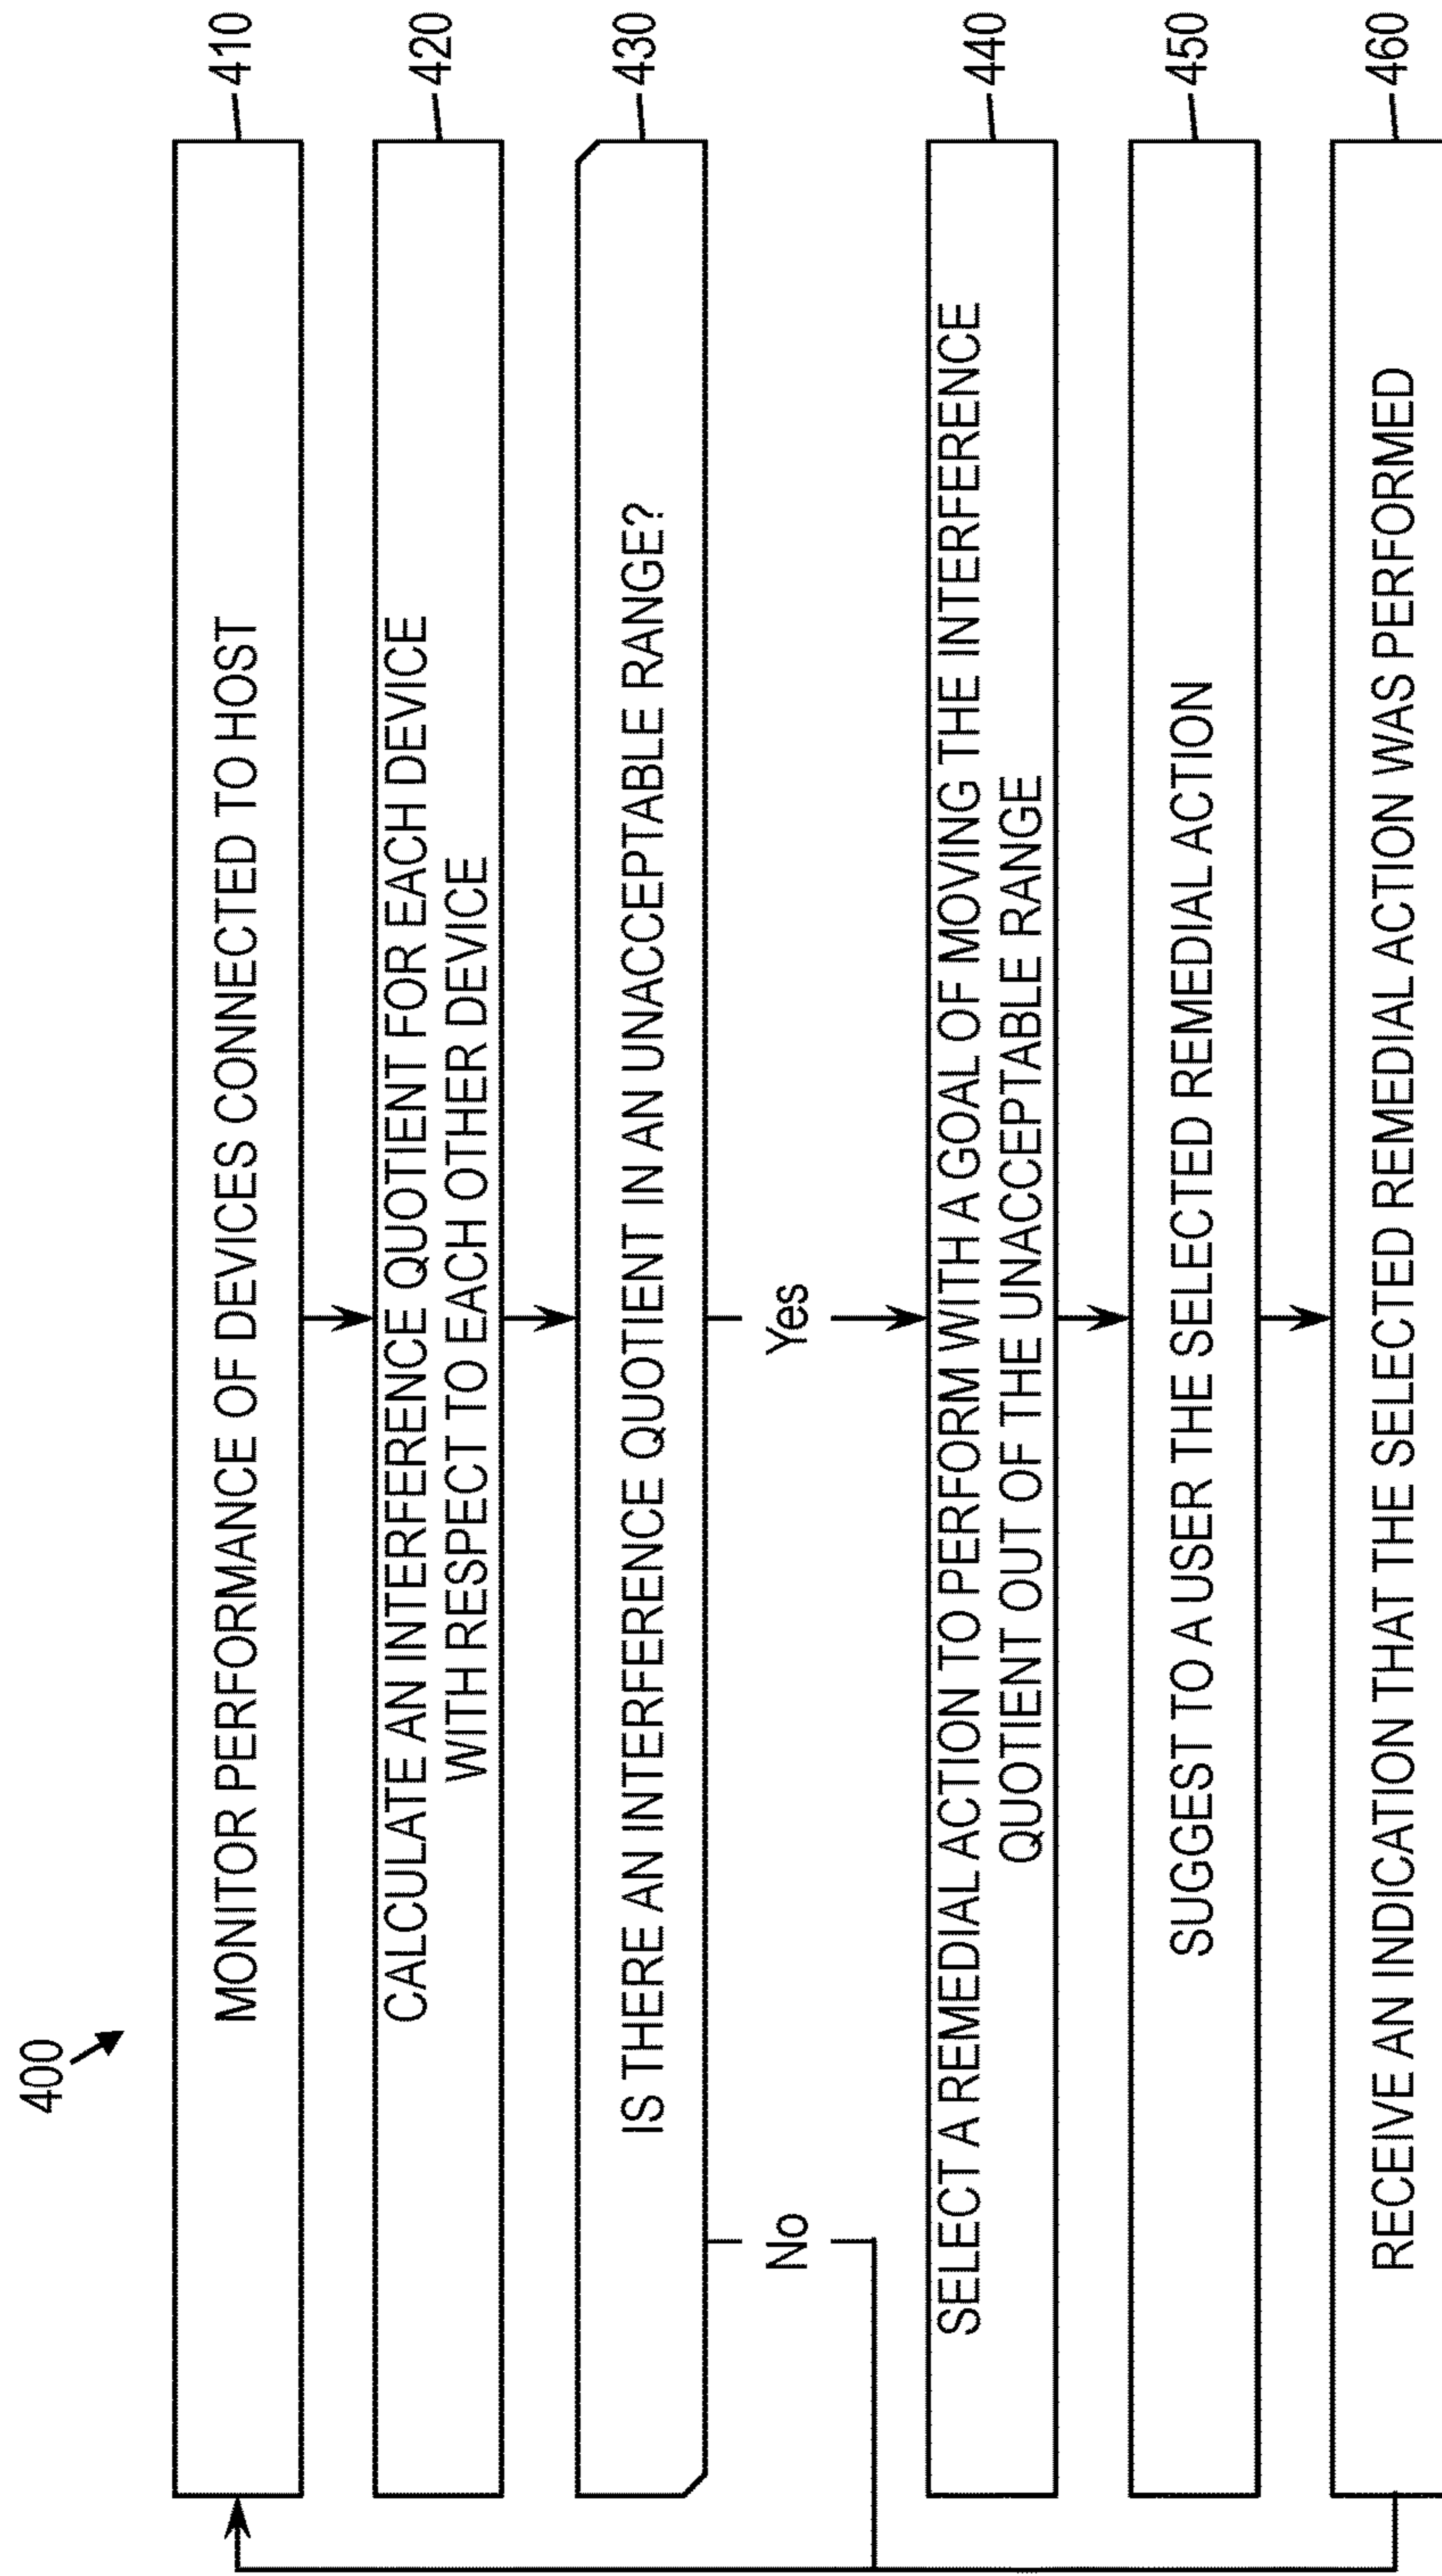 400
MONITOR PERFORMANCE OF DEVICES CONNECTED TO HOST
410
CALCULATE AN INTERFERENCE QUOTIENT FOR EACH DEVICE
WITH RESPECT TO EACH OTHER DEVICE
420
IS THERE AN INTERFERENCE QUOTIENT IN AN UNACCEPTABLE RANGE?
430
No
Yes
SELECT A REMEDIAL ACTION TO PERFORM WITH A GOAL OF MOVING THE INTERFERENCE
QUOTIENT OUT OF THE UNACCEPTABLE RANGE
440
SUGGEST TO A USER THE SELECTED REMEDIAL ACTION
450
RECEIVE AN INDICATION THAT THE SELECTED REMEDIAL ACTION WAS PERFORMED
460